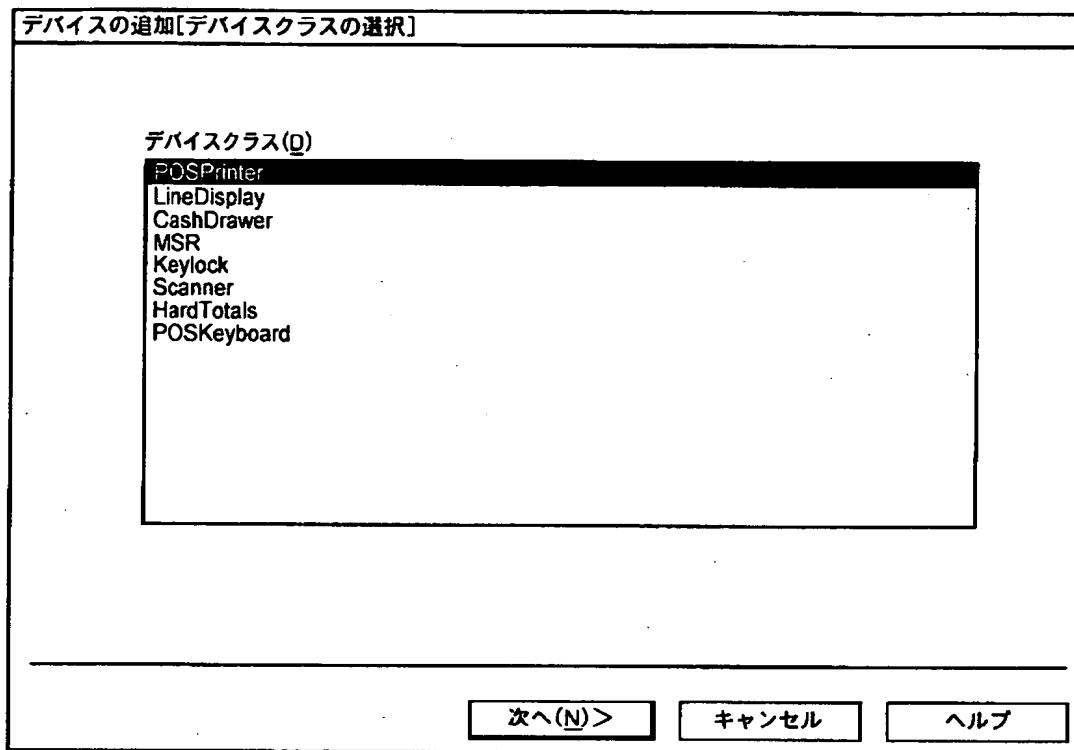 デバイスの追加[デバイスクラスの選択]
デバイスクラス(D)
POSPrinter
LineDisplay
CashDrawer
MSR
Keylock
Scanner
HardTotals
POSKeyboard
次へ(N)＞
キャンセル
ヘルプ